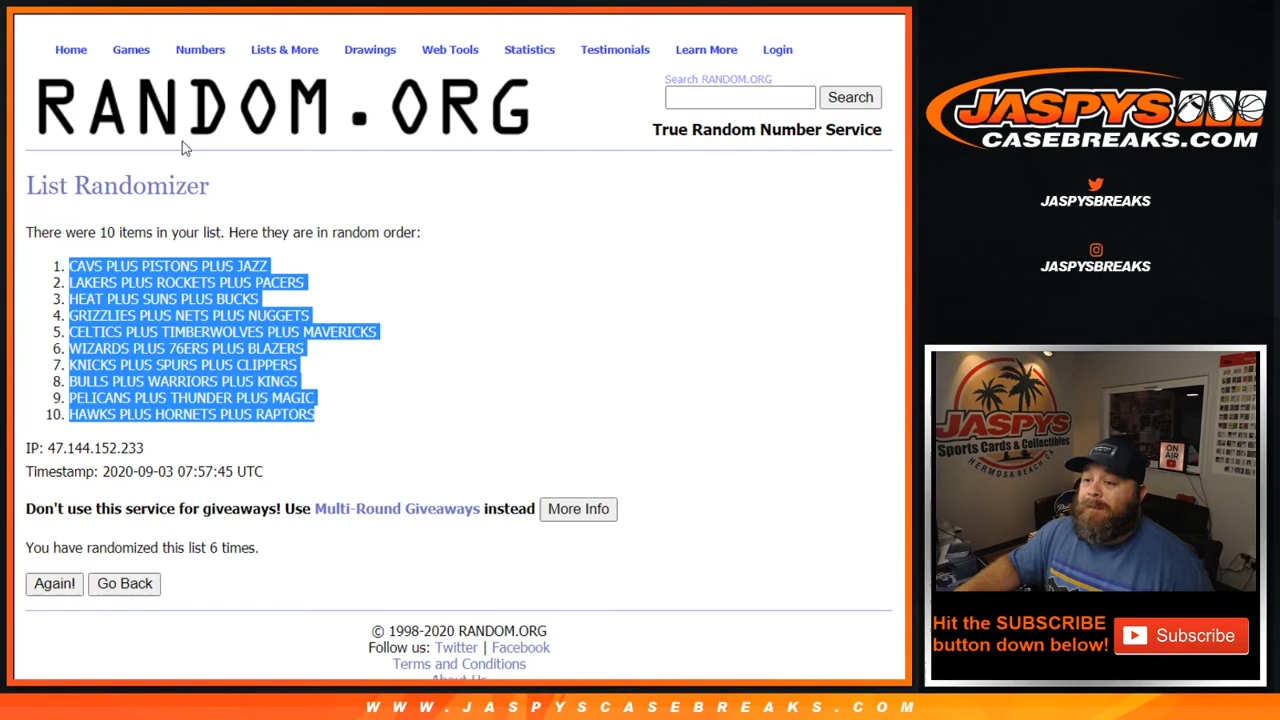 Home Games Numbers Lists & More Drawings Web Tools Statistics Testimonials Learn More Login
RANDOM.ORG
Search RANDOM.ORG
Search
True Random Number Service
List Randomizer
There were 10 items in your list. Here they are in random order:
1. CAVS PLUS PISTONS PLUS JAZZ
2. LAKERS PLUS ROCKETS PLUS PACERS
3. HEAT PLUS SUNS PLUS BUCKS
4. GRIZZLIES PLUS NETS PLUS NUGGETS
5. CELTICS PLUS TIMBERWOLVES PLUS MAVERICKS
6. WIZARDS PLUS 76ERS PLUS BLAZERS
7. KNICKS PLUS SPURS PLUS CLIPPERS
8. BULLS PLUS WARRIORS PLUS KINGS
9. PELICANS PLUS THUNDER PLUS MAGIC
10. HAWKS PLUS HORNETS PLUS RAPTORS
IP: 47.144.152.233
Timestamp: 2020-09-03 07:57:45 UTC
Don't use this service for giveaways! Use Multi-Round Giveaways instead More Info
You have randomized this list 6 times.
Again! Go Back
© 1998-2020 RANDOM.ORG
Follow us: Twitter | Facebook
Terms and Conditions
About Us
JASPYS
CASEBREAKS.COM
JASPYSBREAKS
JASPYSBREAKS
JASPYS
Sports Cards & Collectibles
HERMOSA BEACH, CA
ON
AIR
Hit the SUBSCRIBE
button down below!
Subscribe
WWW.JASPYSCASEBREAKS.COM